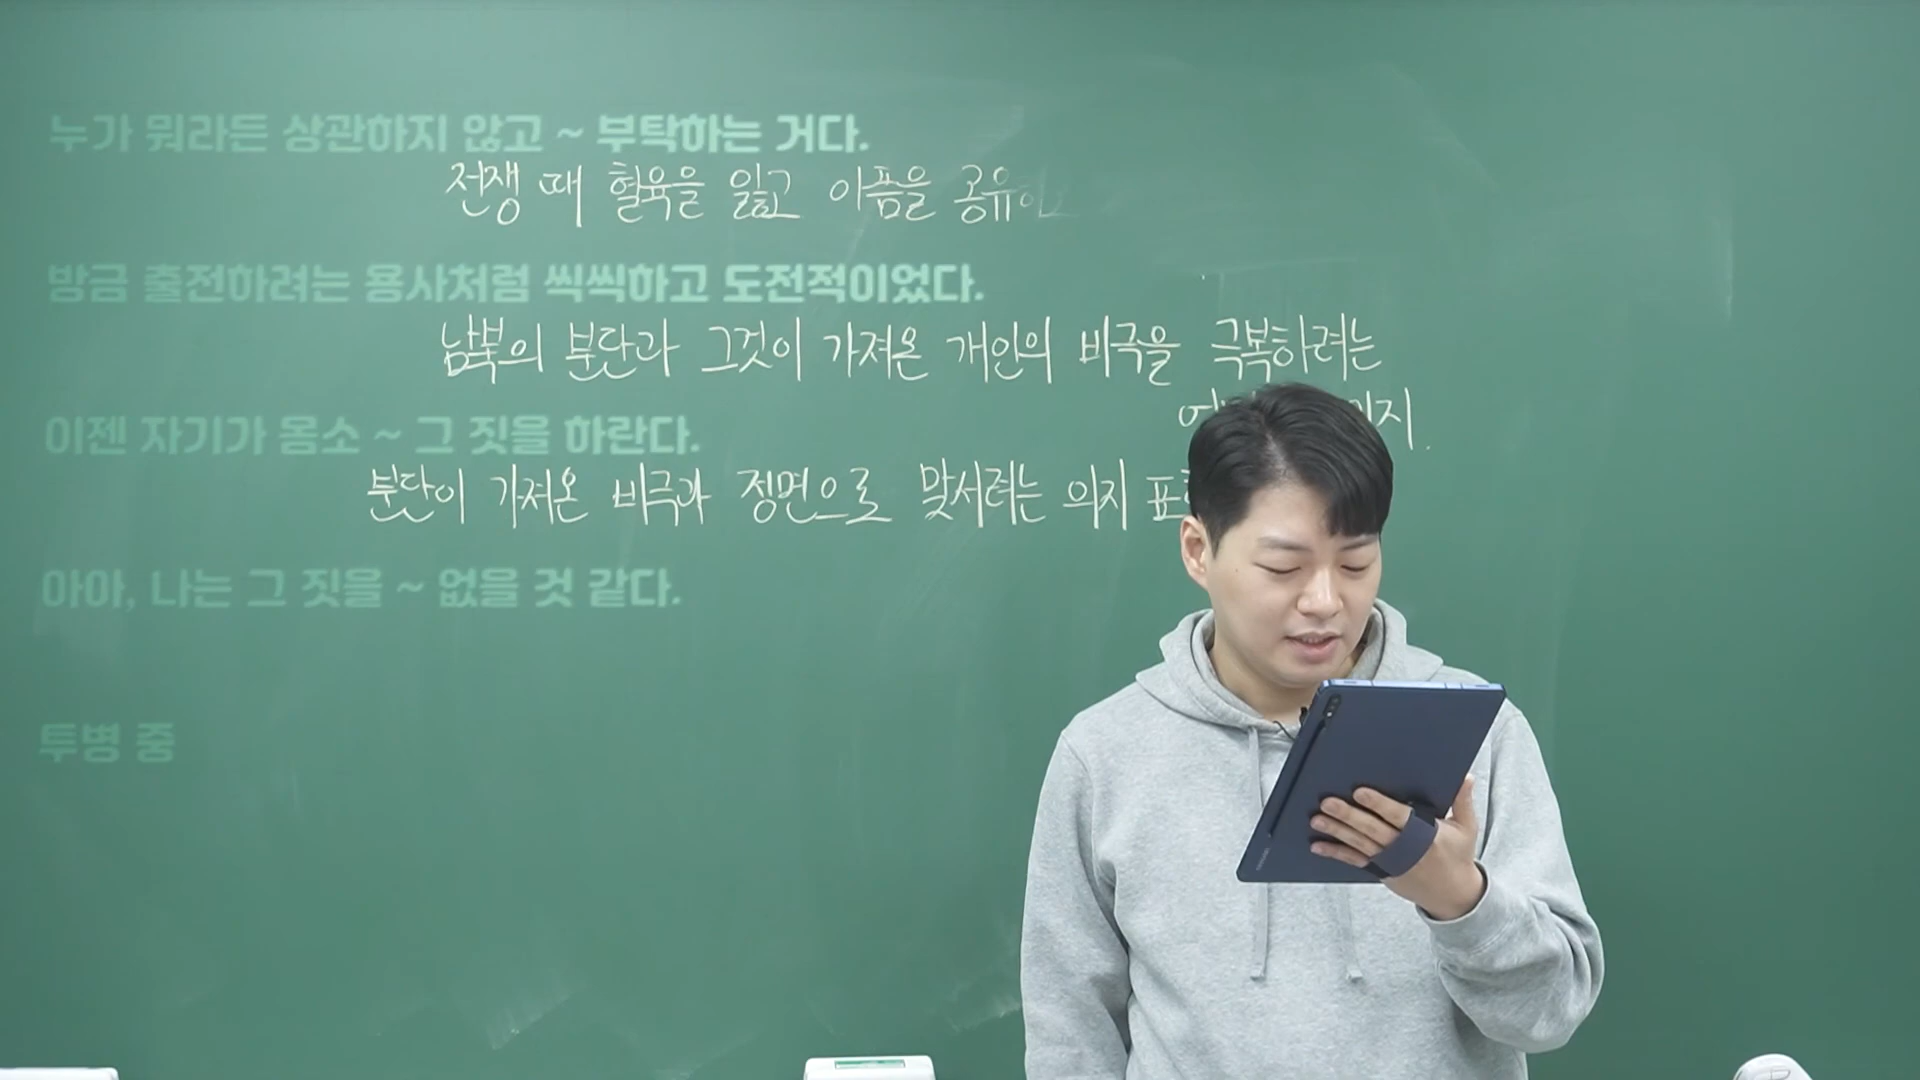 누가 뭐라든 상관하지 않고 ~ 부탁하는 거다.
전쟁 때 혈육을 잃고 아픔을 공유
방금 출전하려는 용사처럼 씩씩하고 도전적이었다.
남북의 분단과 그것이 가져온 개인의 비극을 극복하려는
이젠 자기가 몸소 ~ 그 짓을 하란다.
분단이 가져온 비극과 정면으로 맞서려는 의지
아아, 나는 그 짓을 ~ 없을 것 같다.
투병 중